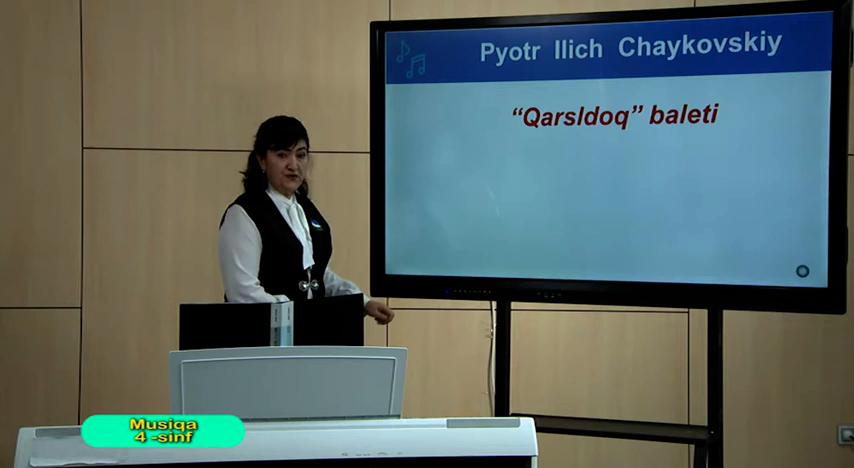 Pyotr Ilich Chaykovskiy
“Qarsldoq” baleti
Musiqa
4 -sinf